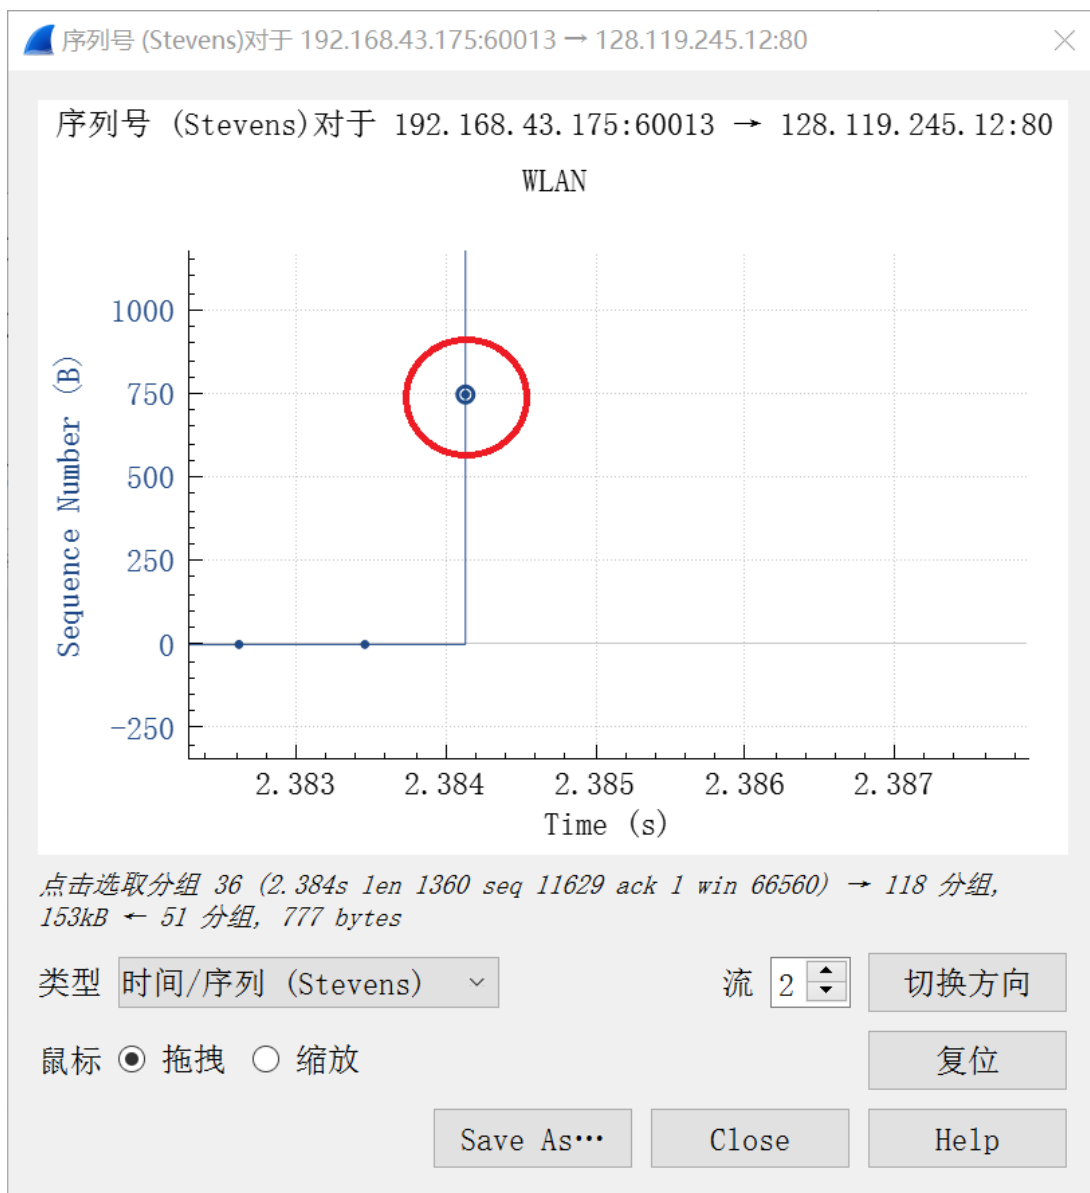 序列号 (Stevens)对于 192.168.43.175:60013 → 128.119.245.12:80
序列号 (Stevens)对于 192.168.43.175:60013 → 128.119.245.12:80
WLAN
Sequence Number (B)
1000
750
500
250
0
-250
2.383 2.384 2.385 2.386 2.387
Time (s)
点击选取分组 36 (2.384s len 1360 seq 11629 ack 1 win 66560) → 118 分组,
153kB ← 51 分组, 777 bytes
类型 时间/序列 (Stevens) 流 2 切换方向
鼠标 拖拽 缩放 复位
Save As… Close Help